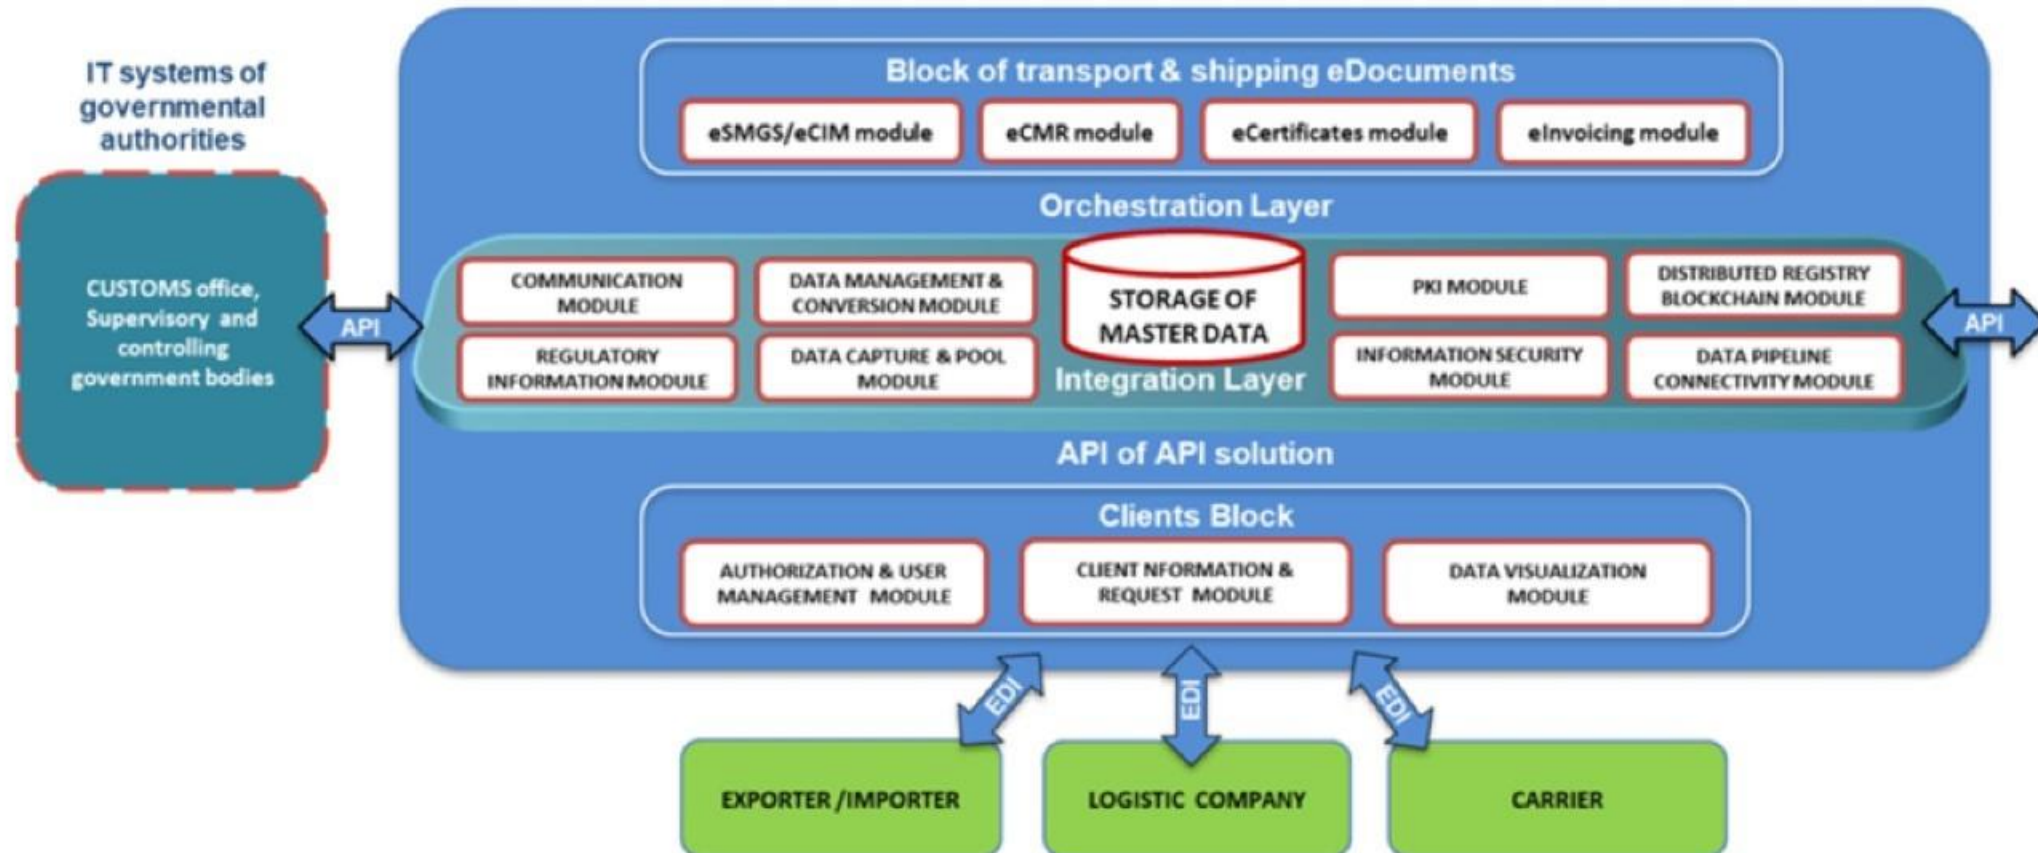 IT systems of
governmental
authorities
CUSTOMS office,
Supervisory and
controlling
government bodies
API
Block of transport & shipping eDocuments
eSMGS/eCIM module
eCMR module
eCertificates module
eInvoicing module
Orchestration Layer
COMMUNICATION
MODULE
DATA MANAGEMENT &
CONVERSION MODULE
STORAGE OF
MASTER DATA
PKI MODULE
DISTRIBUTED REGISTRY
BLOCKCHAIN MODULE
REGULATORY
INFORMATION MODULE
DATA CAPTURE & POOL
MODULE
Integration Layer
INFORMATION SECURITY
MODULE
DATA PIPELINE
CONNECTIVITY MODULE
API
API of API solution
Clients Block
AUTHORIZATION & USER
MANAGEMENT MODULE
CLIENT NFORMATION &
REQUEST MODULE
DATA VISUALIZATION
MODULE
EDI
EDI
EDI
EXPORTER /IMPORTER
LOGISTIC COMPANY
CARRIER